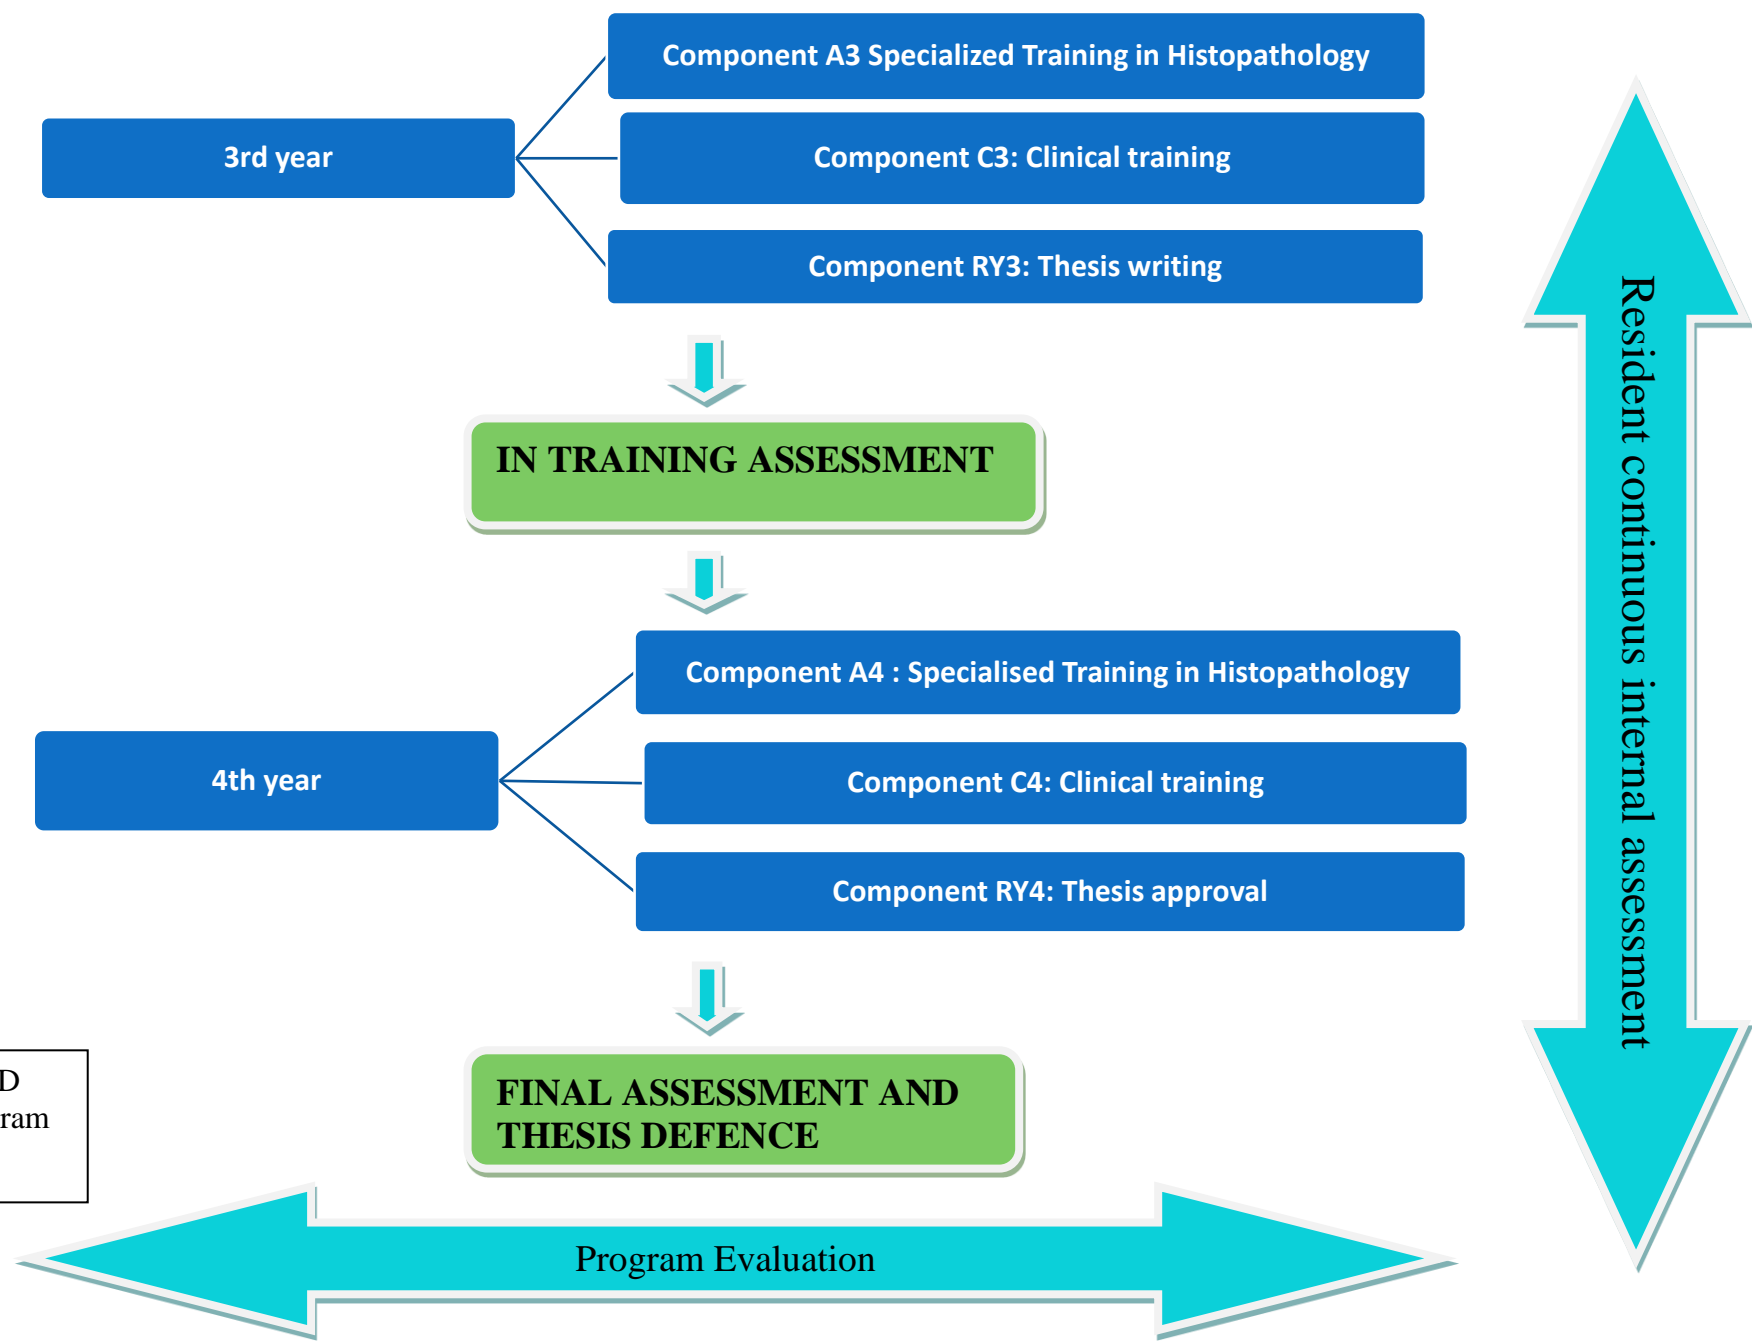 Component A3 Specialized Training in Histopathology
3rd year
Component C3: Clinical training
Component RY3: Thesis writing
IN TRAINING ASSESSMENT
Component A4 : Specialised Training in Histopathology
4th year
Component C4: Clinical training
Component RY4: Thesis approval
FINAL ASSESSMENT AND
THESIS DEFENCE
D
ram
Program Evaluation
Resident continuous internal assessment